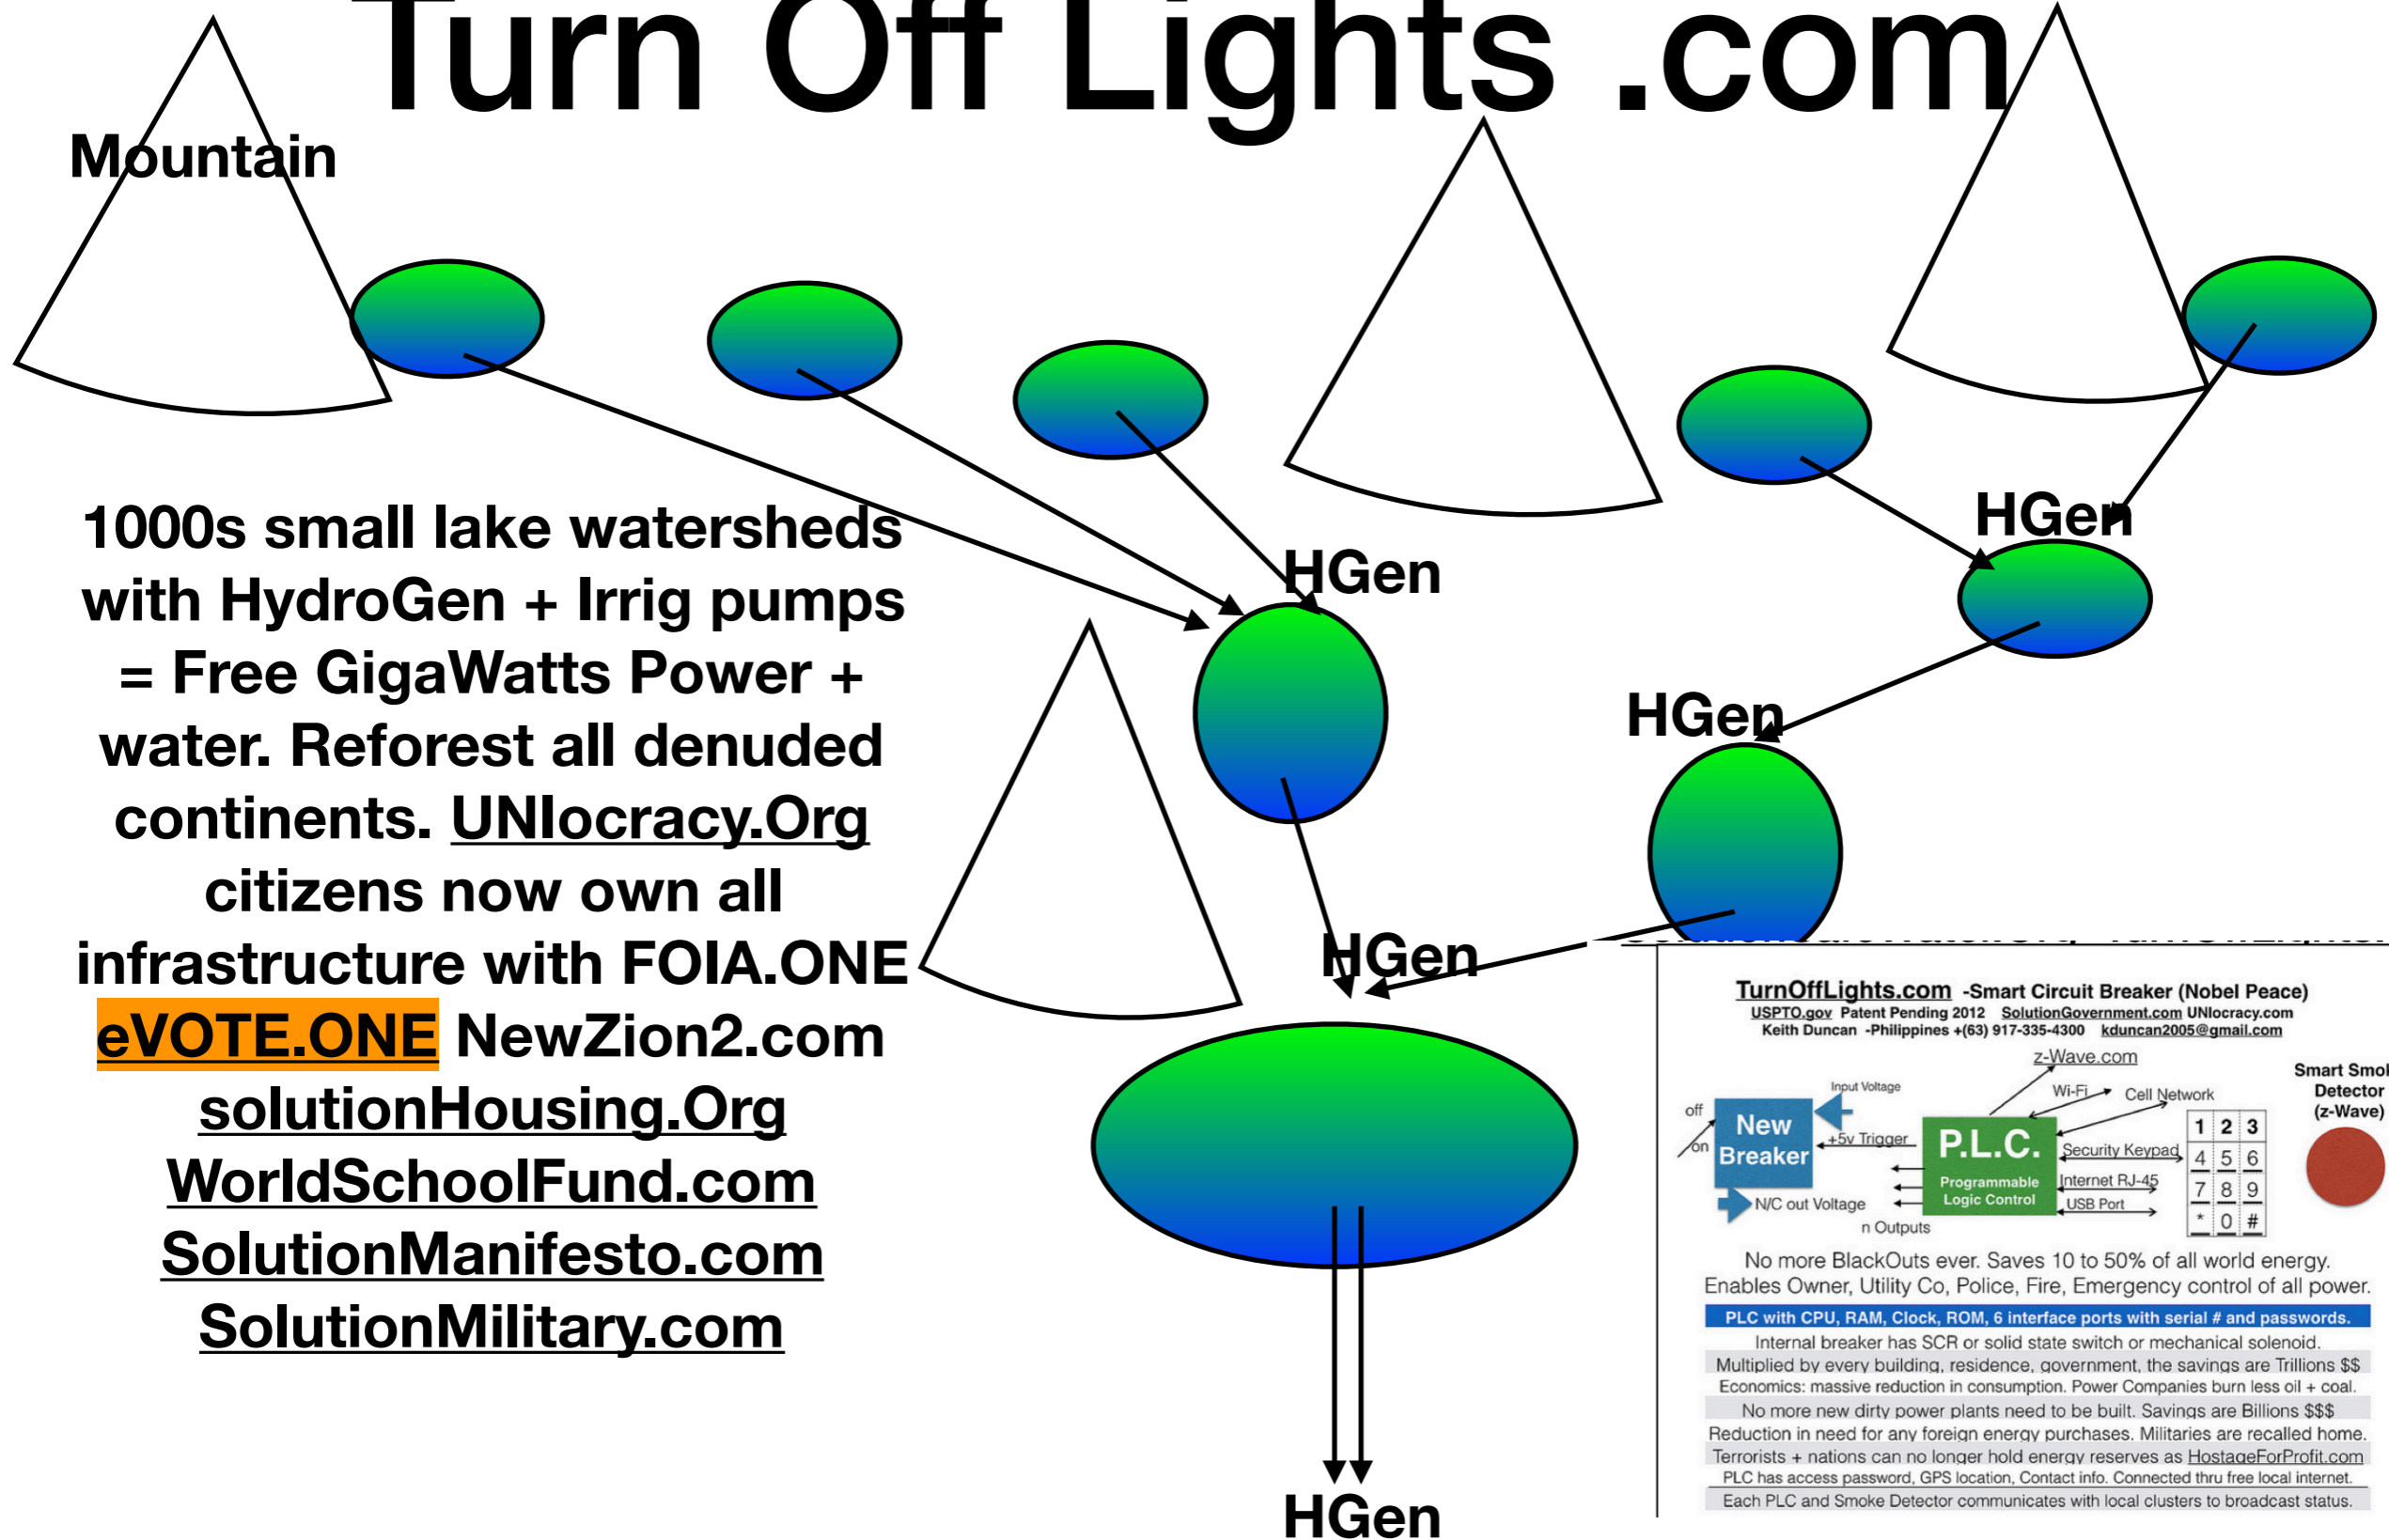 Turn Off Lights .com
Mountain
1000s small lake watersheds
with HydroGen + Irrig pumps
= Free GigaWatts Power +
water. Reforest all denuded
continents. UNIocracy.Org
citizens now own all
infrastructure with FOIA.ONE
eVOTE.ONE NewZion2.com
solutionHousing.Org
WorldSchoolFund.com
SolutionManifesto.com
SolutionMilitary.com
HGen
HGen
HGen
HGen
HGen
TurnOffLights.com -Smart Circuit Breaker (Nobel Peace)
USPTO.gov Patent Pending 2012 SolutionGovernment.com UNIocracy.com
Keith Duncan -Philippines +(63) 917-335-4300 kduncan2005@gmail.com
z-Wave.com
Wi-Fi
Cell Network
Smart Smok
Detector
(z-Wave)
Input Voltage
off
on
New
Breaker
+5v Trigger
P.L.C.
Programmable
Logic Control
Security Keypad
Internet RJ-45
USB Port
1 2 3
4 5 6
7 8 9
* 0 #
N/C out Voltage
n Outputs
No more BlackOuts ever. Saves 10 to 50% of all world energy.
Enables Owner, Utility Co, Police, Fire, Emergency control of all power.
PLC with CPU, RAM, Clock, ROM, 6 interface ports with serial # and passwords.
Internal breaker has SCR or solid state switch or mechanical solenoid.
Multiplied by every building, residence, government, the savings are Trillions $$
Economics: massive reduction in consumption. Power Companies burn less oil + coal.
No more new dirty power plants need to be built. Savings are Billions $$$
Reduction in need for any foreign energy purchases. Militaries are recalled home.
Terrorists + nations can no longer hold energy reserves as HostageForProfit.com
PLC has access password, GPS location, Contact info. Connected thru free local internet.
Each PLC and Smoke Detector communicates with local clusters to broadcast status.